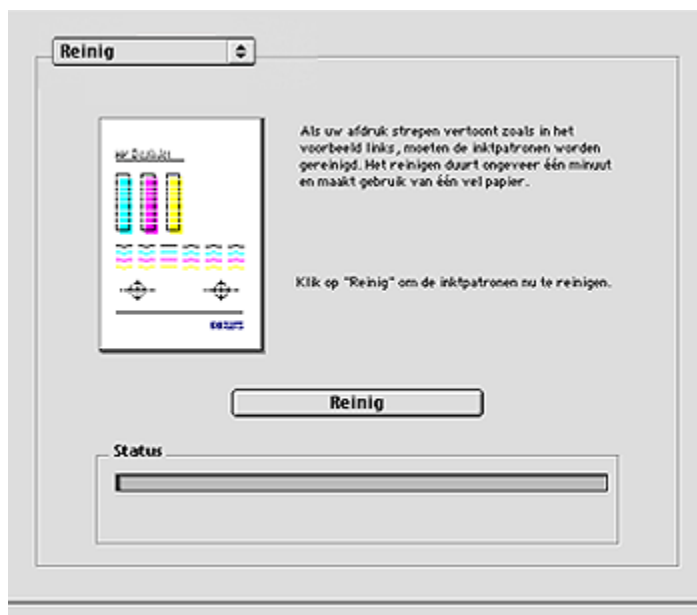 Reinig
Als uw afdruk strepen vertoont zoals in het
voorbeeld links, moeten de inktpatronen worden
gereinigd. Het reinigen duurt ongeveer één minuut
en maakt gebruik van één vel papier.
Klik op "Reinig" om de inktpatronen nu te reinigen.
Reinig
Status